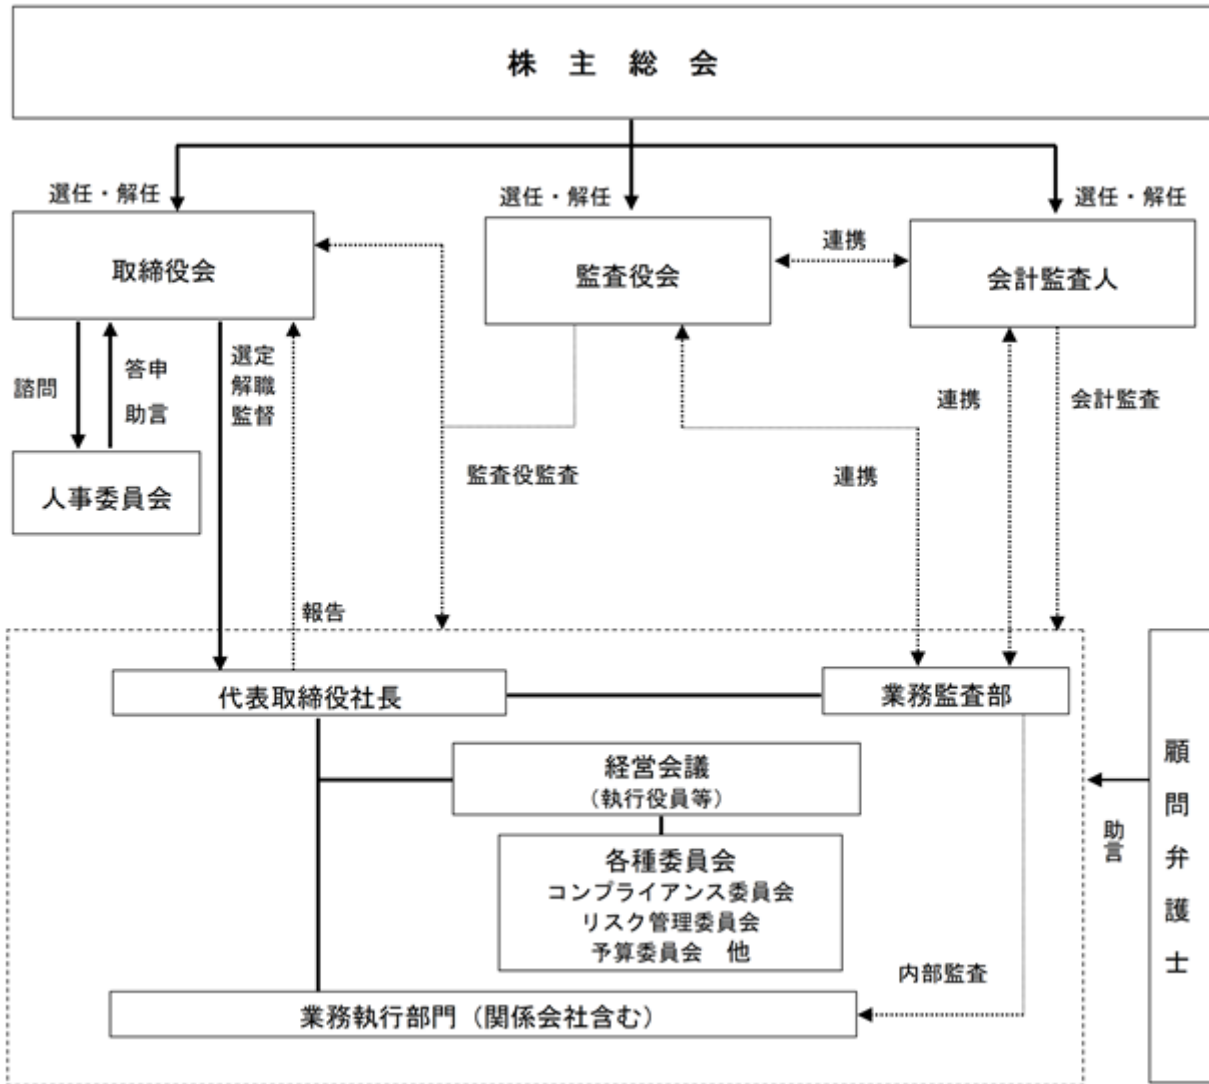 株 主 総 会
選任・解任
選任・解任
選任・解任
取締役会
監査役会
連携
会計監査人
諮問
答申
助言
選定
解職
監督
連携
会計監査
人事委員会
監査役監査
連携
報告
代表取締役社長
業務監査部
経営会議
（執行役員等）
各種委員会
コンプライアンス委員会
リスク管理委員会
予算委員会　他
内部監査
業務執行部門（関係会社含む）
助言
顧問弁護士